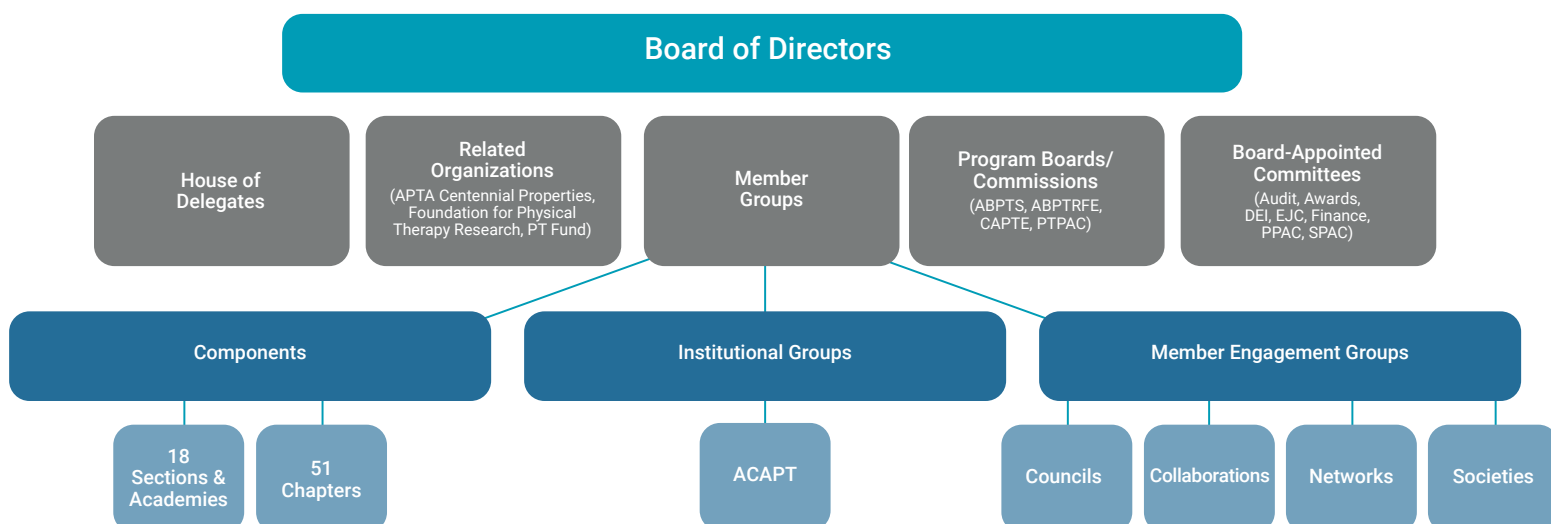 Board of Directors
House of
Delegates
Related
Organizations
(APTA Centennial Properties,
Foundation for Physical
Therapy Research, PT Fund)
Member
Groups
Program Boards/
Commissions
(ABPTS, ABPTRFE,
CAPTE, PTPAC)
Board-Appointed
Committees
(Audit, Awards,
DEI, EJC, Finance,
PPAC, SPAC)
Components
Institutional Groups
Member Engagement Groups
18
Sections &
Academies
51
Chapters
ACAPT
Councils
Collaborations
Networks
Societies